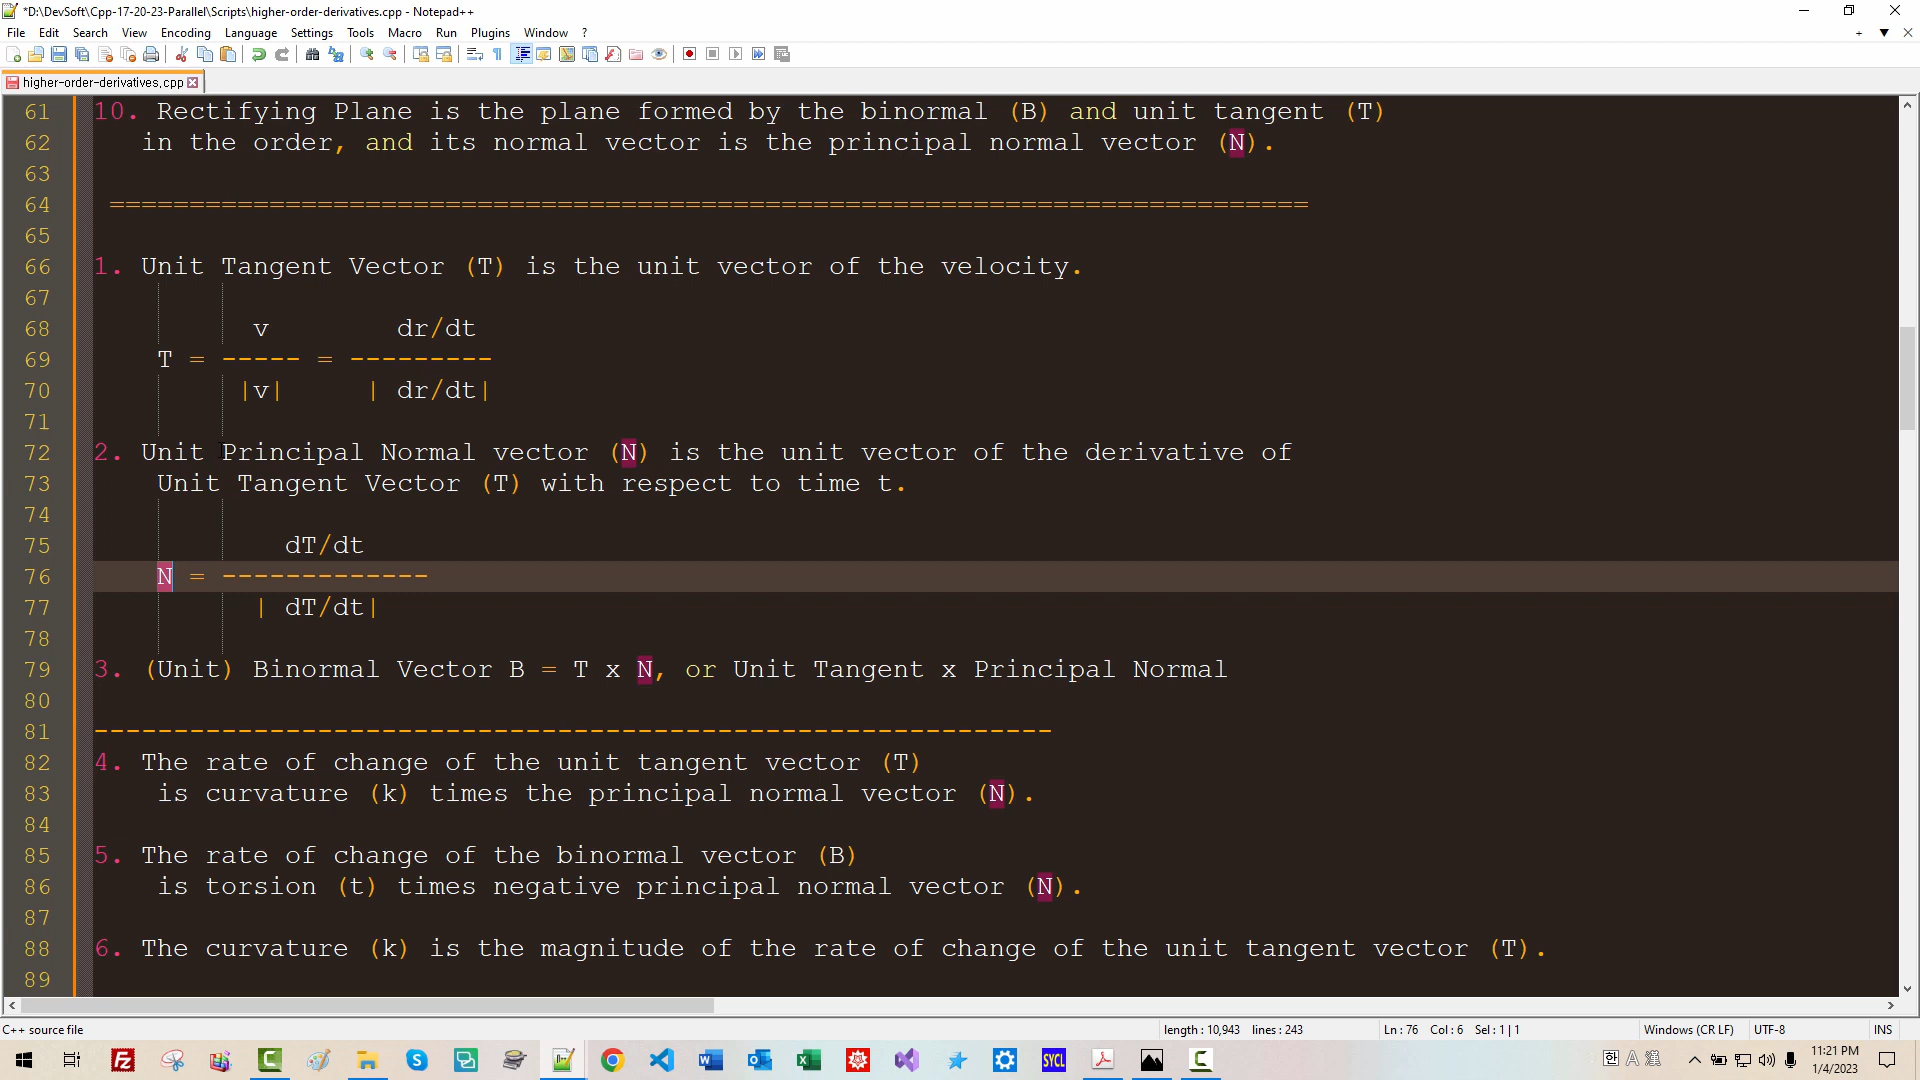 *D:\DevSoft\Cpp-17-20-23-Parallel\Scripts\higher-order-derivatives.cpp - Notepad++
File Edit Search View Encoding Language Settings Tools Macro Run Plugins Window ?
higher-order-derivatives.cpp
61 10. Rectifying Plane is the plane formed by the binormal (B) and unit tangent (T)
62 in the order, and its normal vector is the principal normal vector (N).
63
64 ===========================================================================
65
66 1. Unit Tangent Vector (T) is the unit vector of the velocity.
67
68 v dr/dt
69 T = ----- = ---------
70 |v| | dr/dt|
71
72 2. Unit Principal Normal vector (N) is the unit vector of the derivative of
73 Unit Tangent Vector (T) with respect to time t.
74
75 dT/dt
76 N = -------------
77 | dT/dt|
78
79 3. (Unit) Binormal Vector B = T x N, or Unit Tangent x Principal Normal
80
81 ------------------------------------------------------------
82 4. The rate of change of the unit tangent vector (T)
83 is curvature (k) times the principal normal vector (N).
84
85 5. The rate of change of the binormal vector (B)
86 is torsion (t) times negative principal normal vector (N).
87
88 6. The curvature (k) is the magnitude of the rate of change of the unit tangent vector (T).
89
C++ source file length : 10,943 lines : 243 Ln : 76 Col : 6 Sel : 1 | 1 Windows (CR LF) UTF-8 INS
SYCL 한 A 漢 11:21 PM
1/4/2023